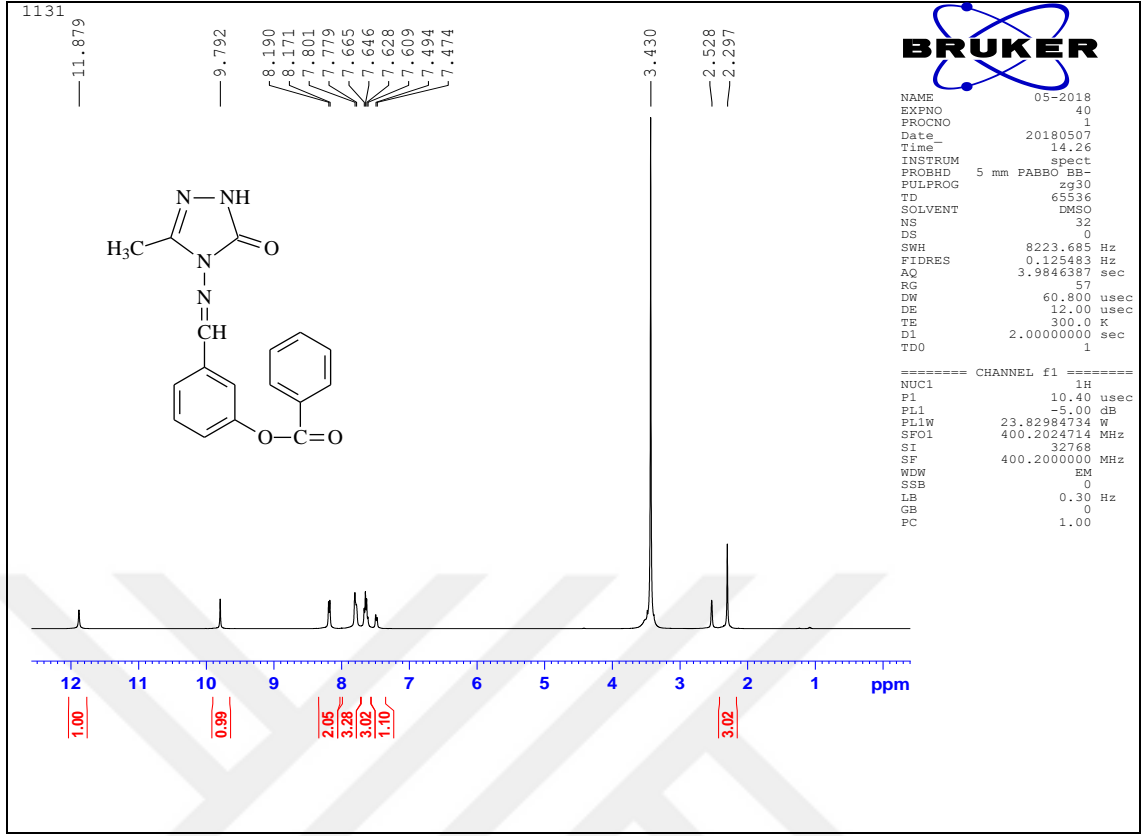 1131
11.879
9.792
8.190
8.171
7.801
7.779
7.665
7.646
7.628
7.609
7.494
7.474
3.430
2.528
2.297
BRUKER
NAME 05-2018
EXPNO 40
PROCNO 1
Date_ 20180507
Time 14.26
INSTRUM spect
PROBHD 5 mm PABBO BB-
PULPROG zg30
TD 65536
SOLVENT DMSO
NS 32
DS 0
SWH 8223.685 Hz
FIDRES 0.125483 Hz
AQ 3.9846387 sec
RG 57
DW 60.800 usec
DE 12.00 usec
TE 300.0 K
D1 2.00000000 sec
TD0 1
======== CHANNEL f1 ========
NUC1 1H
P1 10.40 usec
PL1 -5.00 dB
PL1W 23.82984734 W
SFO1 400.2024714 MHz
SI 32768
SF 400.2000000 MHz
WDW EM
SSB 0
LB 0.30 Hz
GB 0
PC 1.00
N NH
H3C O
N
N
CH
O C O
12 11 10 9 8 7 6 5 4 3 2 1 ppm
1.00 0.99 2.05 3.28 3.02 1.10 3.02